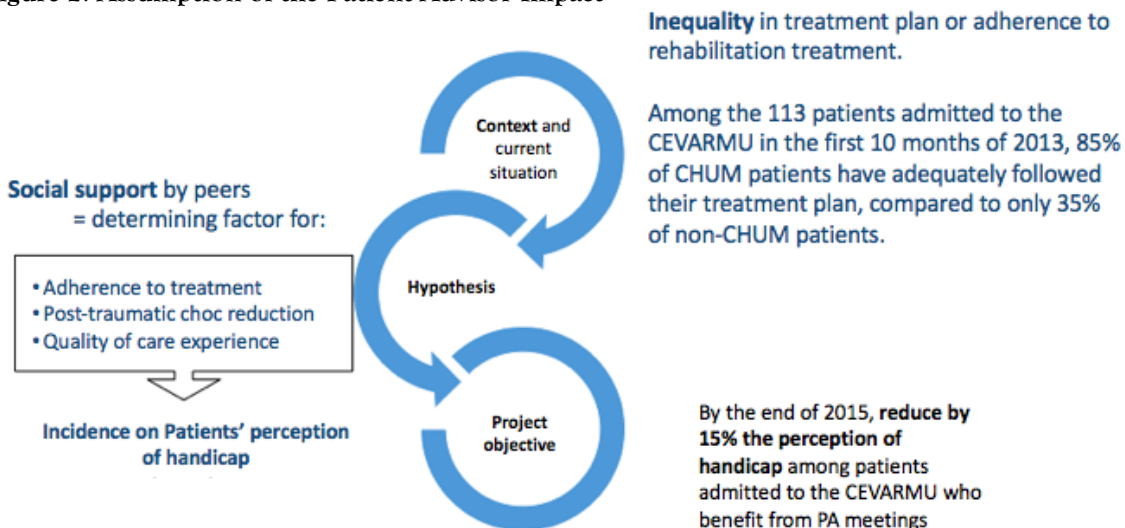 Inequality in treatment plan or adherence to
rehabilitation treatment.
Among the 113 patients admitted to the
CEVARMU in the first 10 months of 2013, 85%
of CHUM patients have adequately followed
their treatment plan, compared to only 35%
of non-CHUM patients.
Context and
current
situation
Social support by peers
= determining factor for:
• Adherence to treatment
• Post-traumatic choc reduction
• Quality of care experience
Incidence on Patients' perception
of handicap
Hypothesis
Project
objective
By the end of 2015, reduce by
15% the perception of
handicap among patients
admitted to the CEVARMU who
benefit from PA meetings